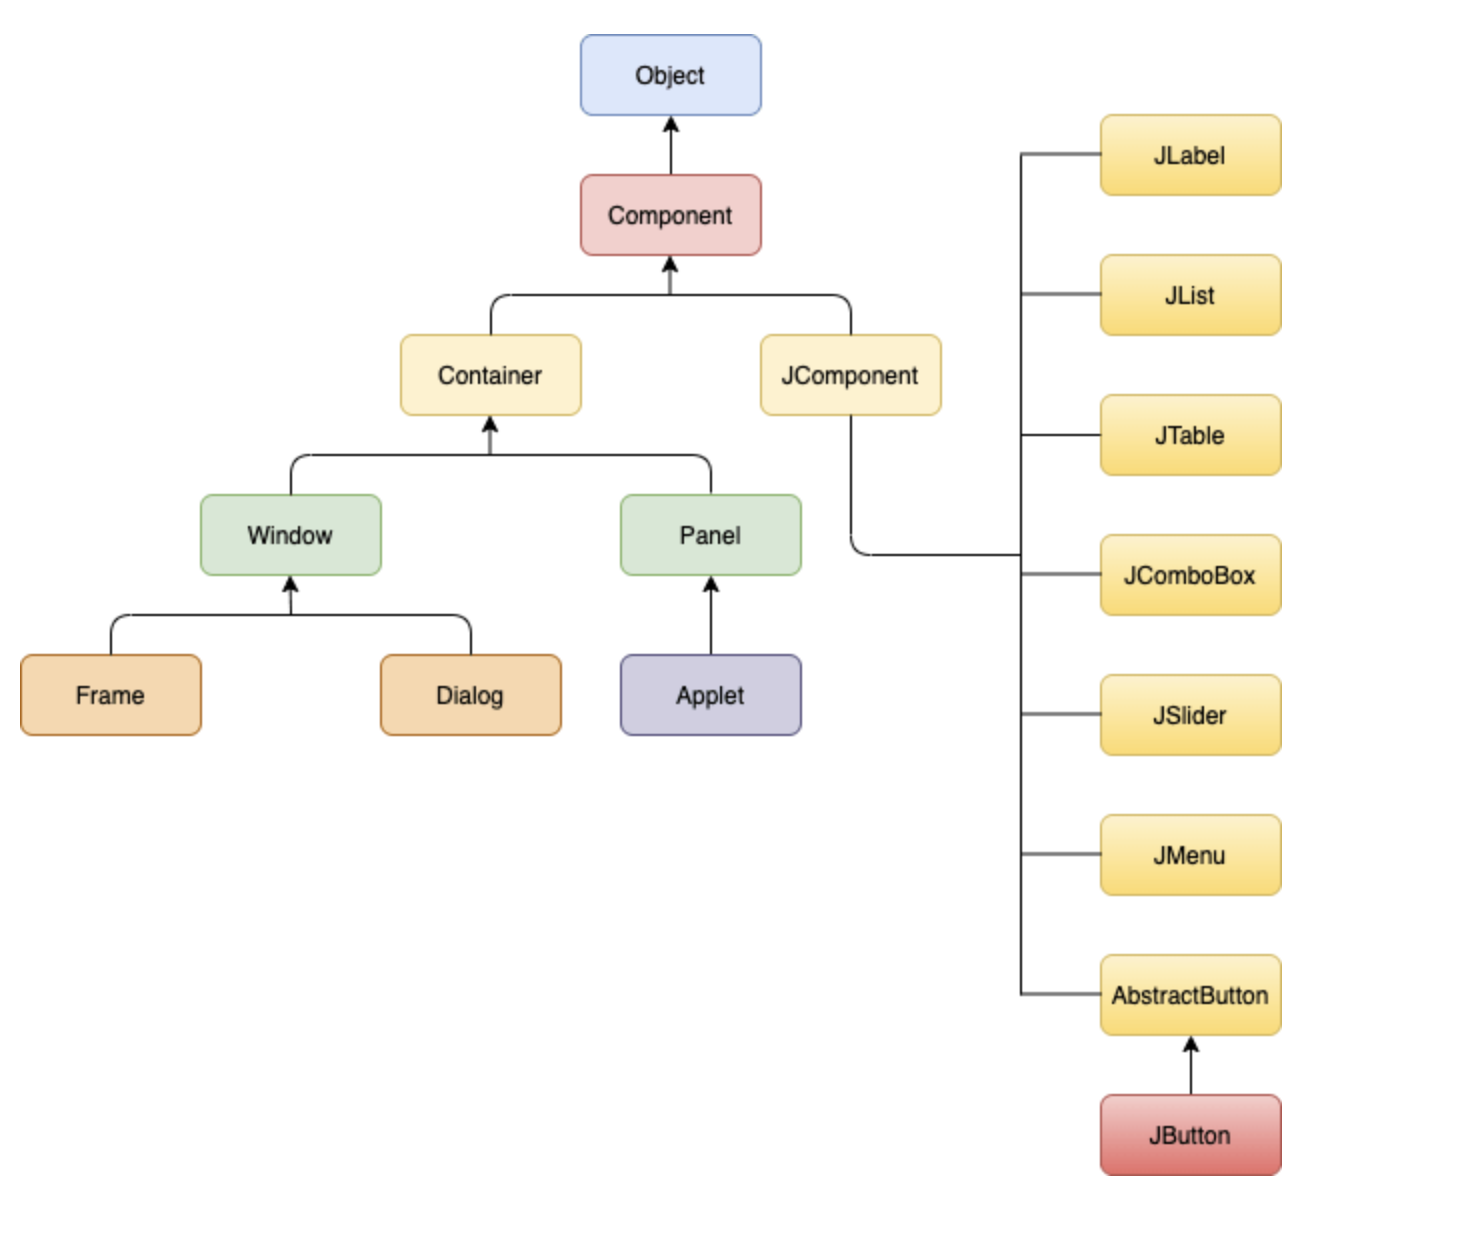 Object
Component
Container
JComponent
Window
Panel
Frame
Dialog
Applet
JLabel
JList
JTable
JComboBox
JSlider
JMenu
AbstractButton
JButton